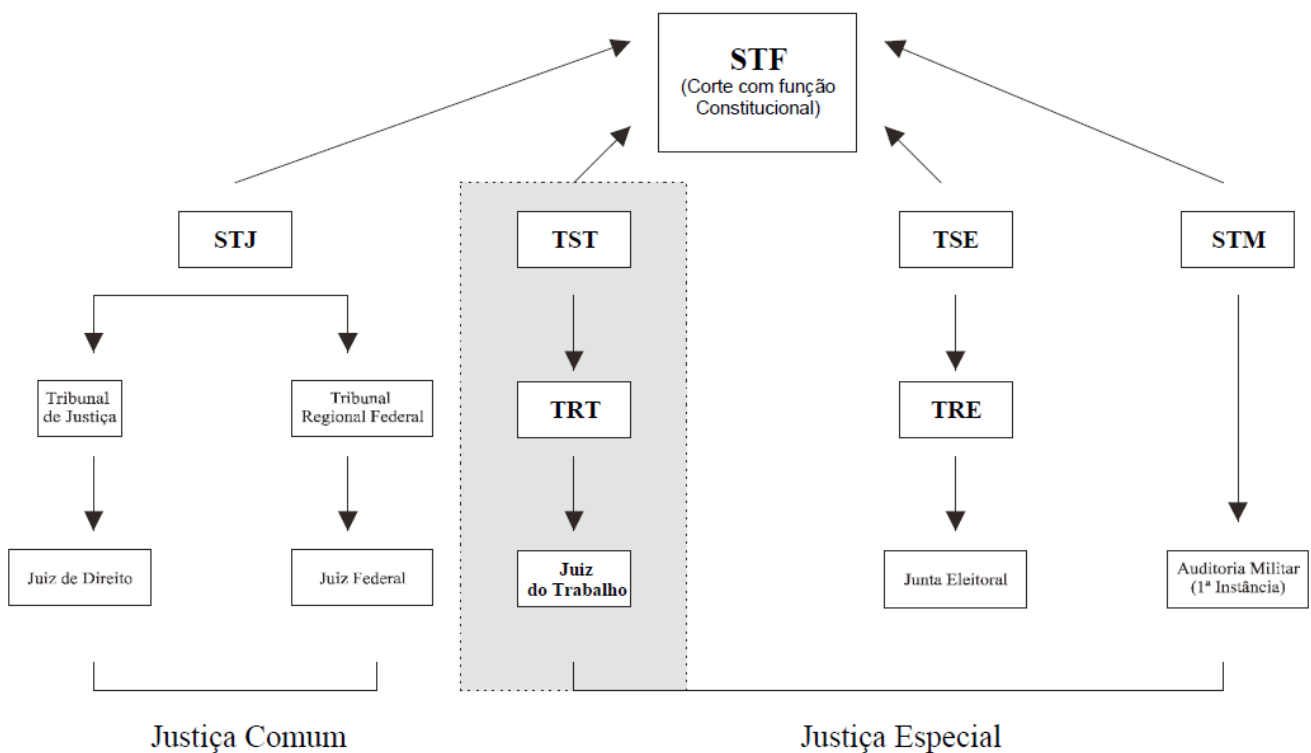 STF
(Corte com função
Constitucional)
STJ
TST
TSE
STM
Tribunal
de Justiça
Tribunal
Regional Federal
TRT
TRE
Juiz de Direito
Juiz Federal
Juiz
do Trabalho
Junta Eleitoral
Auditoria Militar
(1ª Instância)
Justiça Comum
Justiça Especial